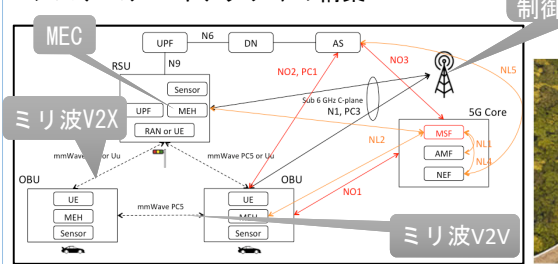 制御
MEC
UPF
N6
DN
AS
RSU
N9
NO2, PC1
NO3
NL5
Sensor
UPF
MEH
Sub 6 GHz C-plane
N1, PC3
5G Core
ミリ波V2X
RAN or UE
NL2
MSF
NL1
AMF
NL4
NEF
mmWave PC5 or Uu
mmWave PC5 or Uu
OBU
OBU
NO1
UE
MEH
Sensor
mmWave PC5
UE
MEH
Sensor
ミリ波V2V